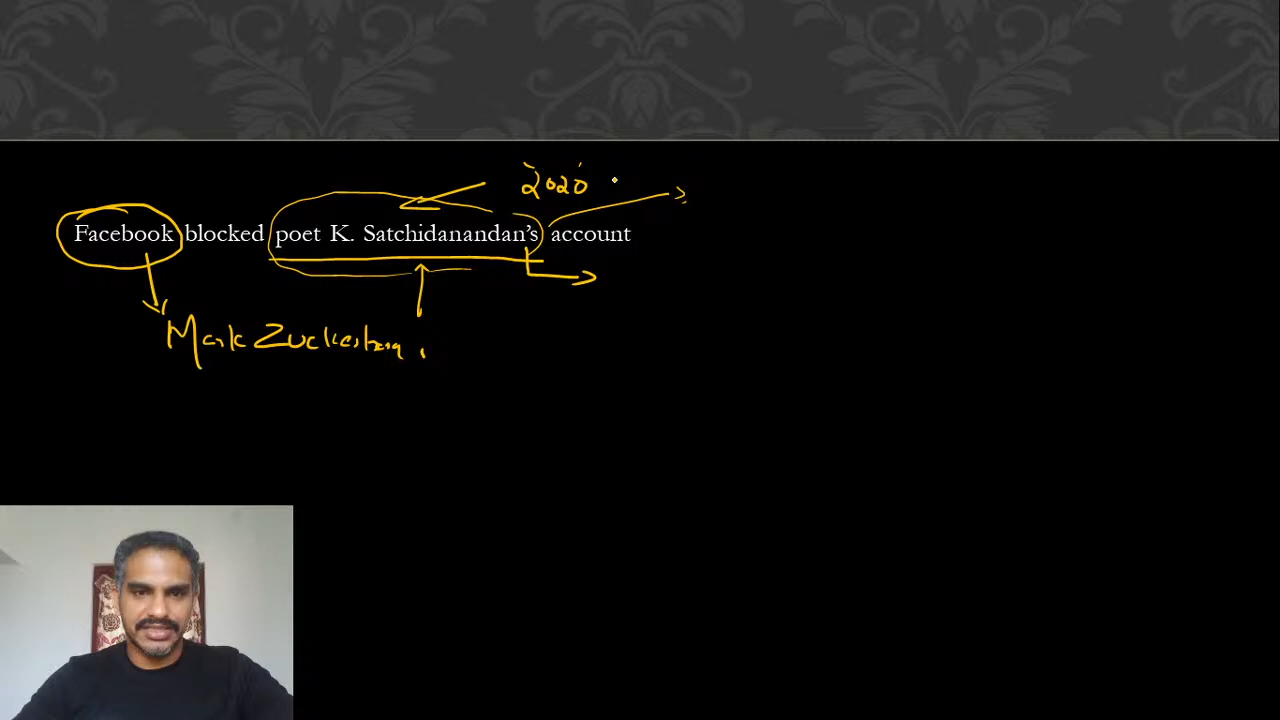 2020
Facebook blocked poet K. Satchidanandan’s account
Mark Zuckerberg